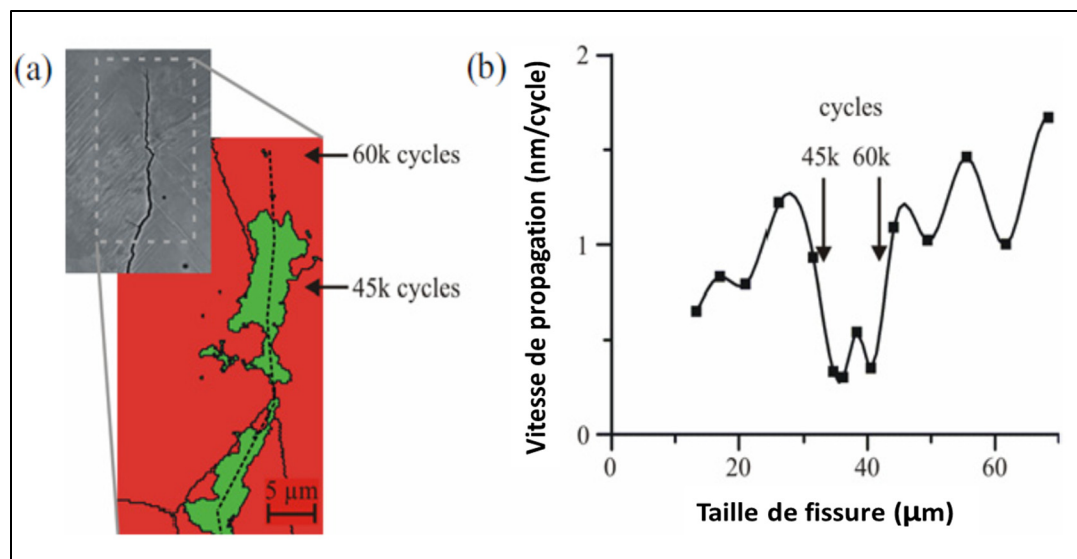 (a)
60k cycles
45k cycles
5 µm
(b)
Vitesse de propagation (nm/cycle)
2
1
0
cycles
45k 60k
0 20 40 60
Taille de fissure (µm)